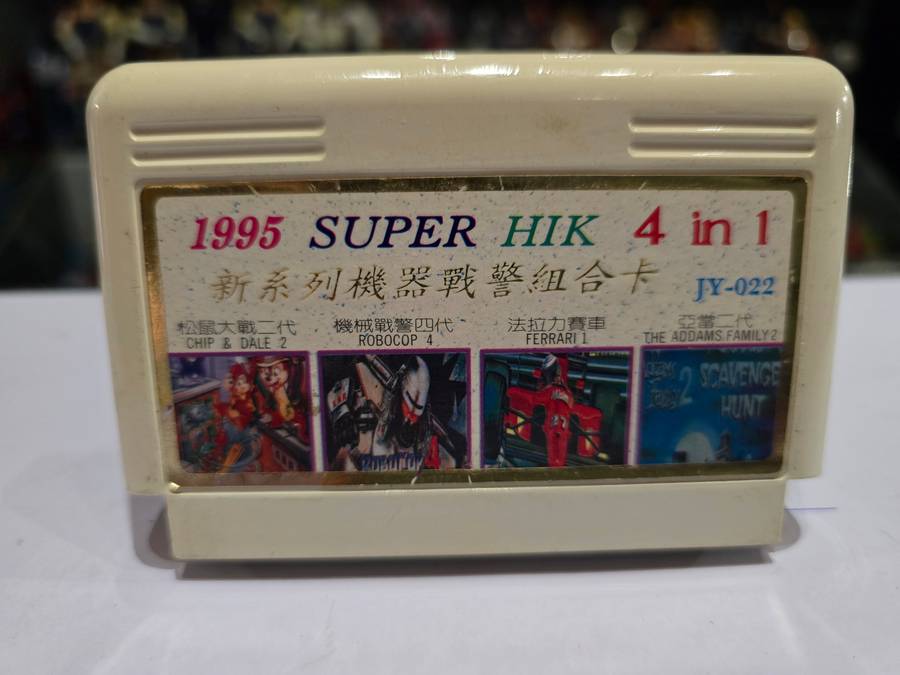 1995 SUPER HIK 4 in 1
新系列機器戰警組合卡 JY-022
松鼠大戰二代 機械戰警四代 法拉力賽車 亞當二代
CHIP & DALE 2 ROBOCOP 4 FERRARI 1 THE ADDAMS FAMILY 2
2 SCAVENGE
HUNT
ROBOCOP